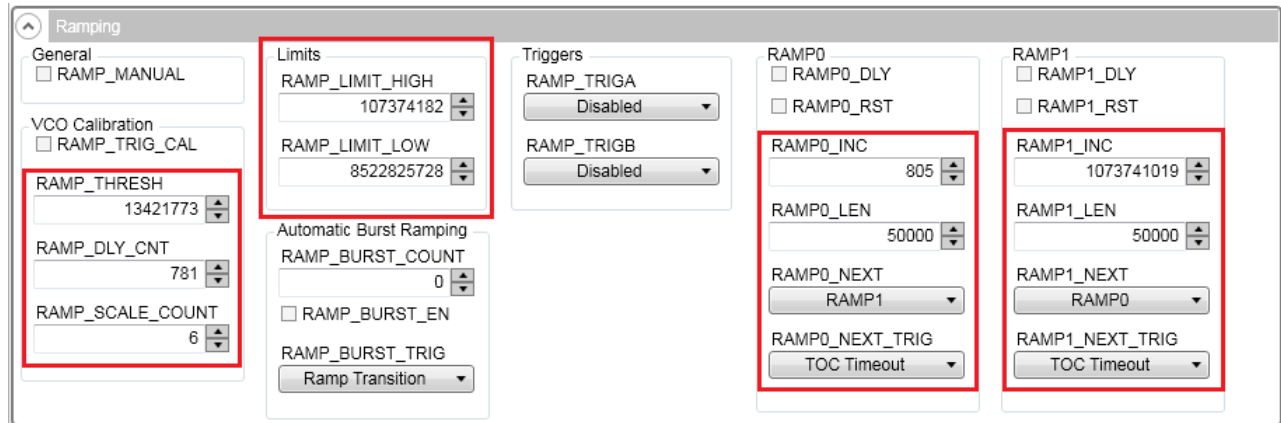 Ramping
General
RAMP_MANUAL
VCO Calibration
RAMP_TRIG_CAL
RAMP_THRESH
13421773
RAMP_DLY_CNT
781
RAMP_SCALE_COUNT
6
Limits
RAMP_LIMIT_HIGH
107374182
RAMP_LIMIT_LOW
8522825728
Automatic Burst Ramping
RAMP_BURST_COUNT
0
RAMP_BURST_EN
RAMP_BURST_TRIG
Ramp Transition
Triggers
RAMP_TRIGA
Disabled
RAMP_TRIGB
Disabled
RAMP0
RAMP0_DLY
RAMP0_RST
RAMP0_INC
805
RAMP0_LEN
50000
RAMP0_NEXT
RAMP1
RAMP0_NEXT_TRIG
TOC Timeout
RAMP1
RAMP1_DLY
RAMP1_RST
RAMP1_INC
1073741019
RAMP1_LEN
50000
RAMP1_NEXT
RAMP0
RAMP1_NEXT_TRIG
TOC Timeout